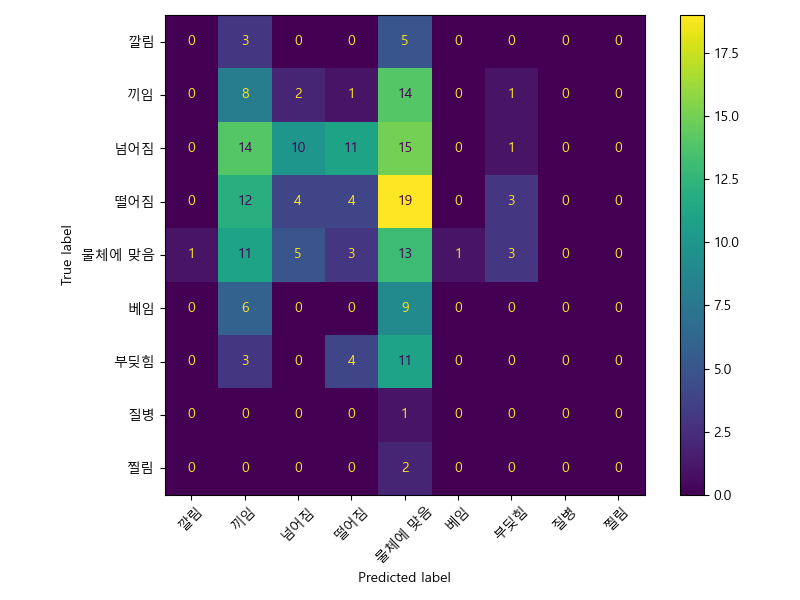 깔림 0 3 0 0 5 0 0 0 0
끼임 0 8 2 1 14 0 1 0 0
넘어짐 0 14 10 11 15 0 1 0 0
떨어짐 0 12 4 4 19 0 3 0 0
물체에 맞음 1 11 5 3 13 1 3 0 0
베임 0 6 0 0 9 0 0 0 0
부딪힘 0 3 0 4 11 0 0 0 0
질병 0 0 0 0 1 0 0 0 0
찔림 0 0 0 0 2 0 0 0 0
True label
깔림 끼임 넘어짐 떨어짐 물체에 맞음 베임 부딪힘 질병 찔림
Predicted label
17.5
15.0
12.5
10.0
7.5
5.0
2.5
0.0